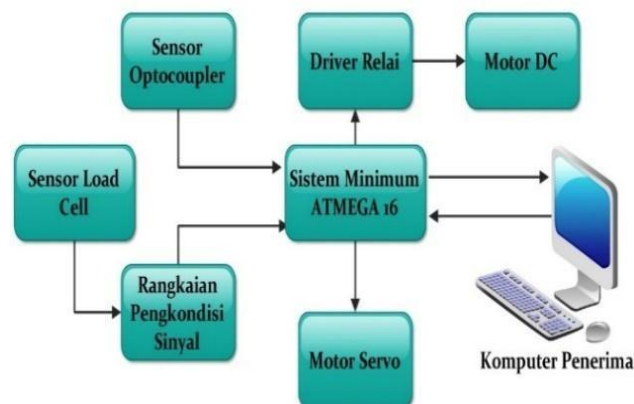 Sensor
Optocoupler
Driver Relai
Motor DC
Sensor Load
Cell
Sistem Minimum
ATMEGA 16
Rangkaian
Pengkondisi
Sinyal
Motor Servo
Komputer Penerima